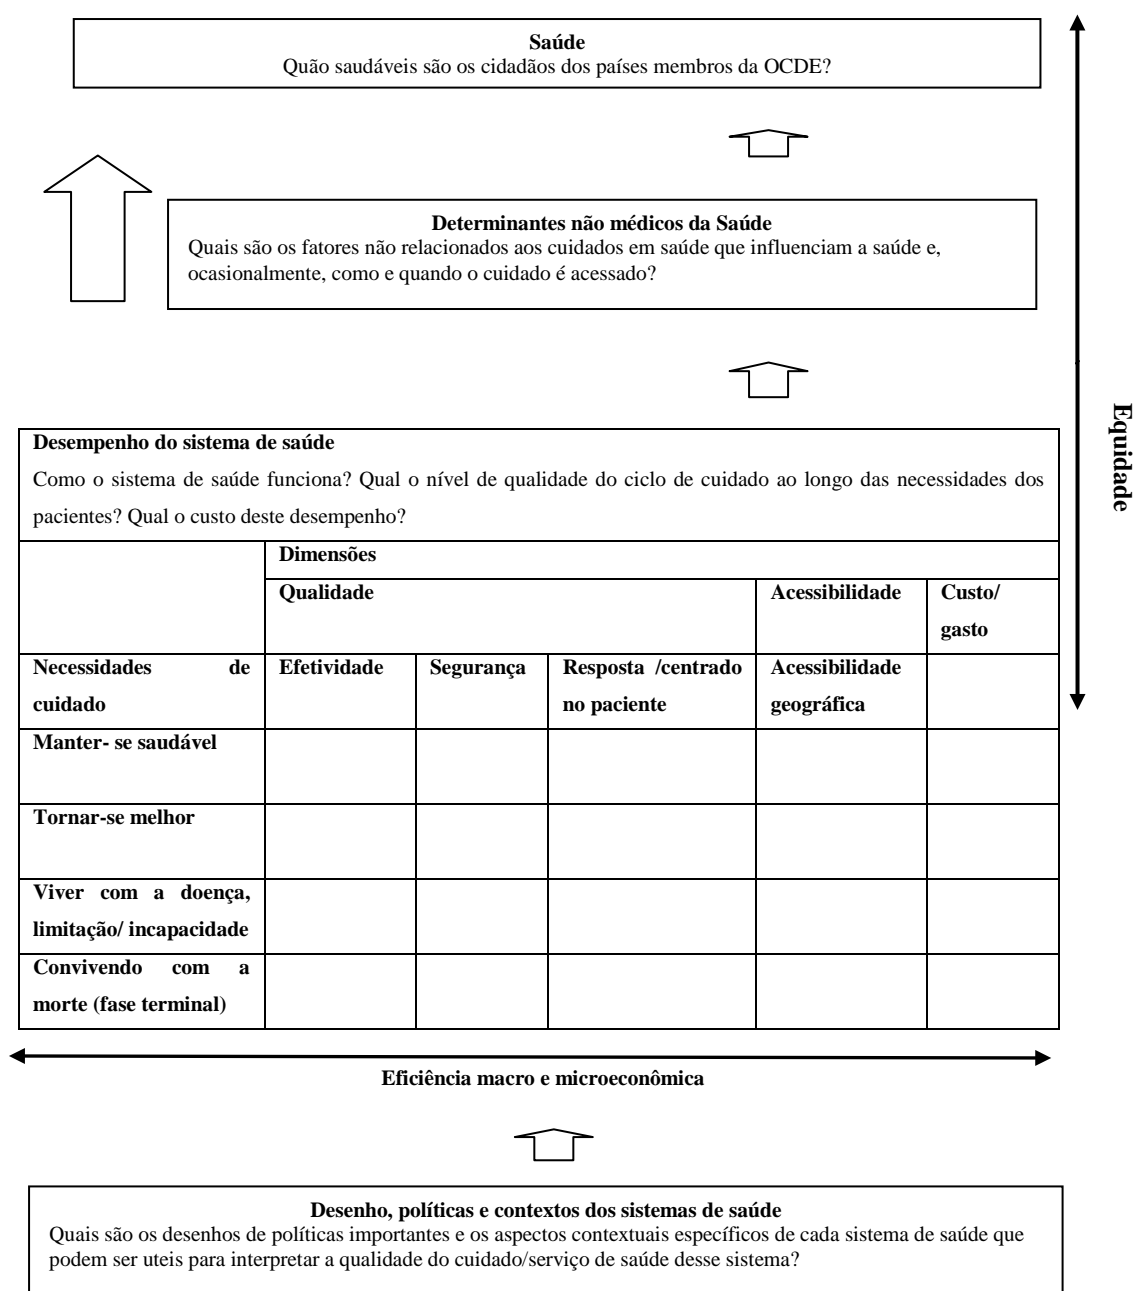 Saúde
Quão saudáveis são os cidadãos dos países membros da OCDE?
Determinantes não médicos da Saúde
Quais são os fatores não relacionados aos cuidados em saúde que influenciam a saúde e,
ocasionalmente, como e quando o cuidado é acessado?
Equidade
Desempenho do sistema de saúde
Como o sistema de saúde funciona? Qual o nível de qualidade do ciclo de cuidado ao longo das necessidades dos
pacientes? Qual o custo deste desempenho?
Dimensões
Qualidade
Acessibilidade
Custo/
gasto
Necessidades de
cuidado
Efetividade
Segurança
Resposta /centrado
no paciente
Acessibilidade
geográfica
Manter- se saudável
Tornar-se melhor
Viver com a doença,
limitação/ incapacidade
Convivendo com a
morte (fase terminal)
Eficiência macro e microeconômica
Desenho, políticas e contextos dos sistemas de saúde
Quais são os desenhos de políticas importantes e os aspectos contextuais específicos de cada sistema de saúde que
podem ser uteis para interpretar a qualidade do cuidado/serviço de saúde desse sistema?